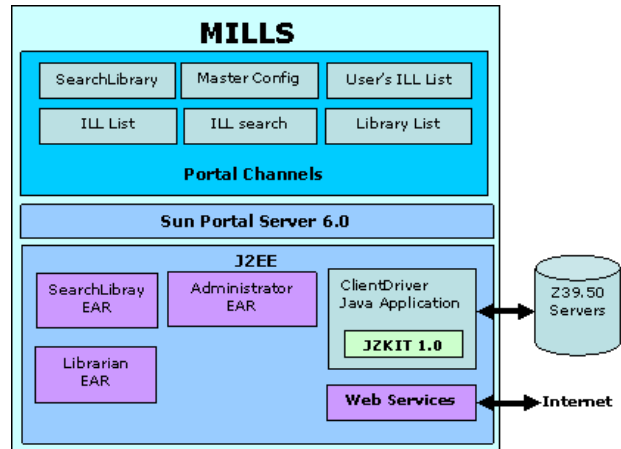 MILLS
SearchLibrary
Master Config
User's ILL List
ILL List
ILL search
Library List
Portal Channels
Sun Portal Server 6.0
J2EE
SearchLibray
EAR
Administrator
EAR
ClientDriver
Java Application
JZKIT 1.0
Z39.50
Servers
Librarian
EAR
Web Services
Internet